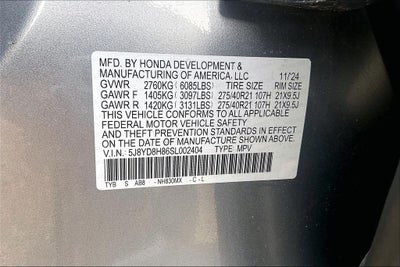 MFD. BY HONDA DEVELOPMENT &
MANUFACTURING OF AMERICA, LLC 11/24
GVWR 2760KG (6085LBS) TIRE SIZE RIM SIZE
GAWR F 1405KG (3097LBS) 275/40R21 107H 21X9.5J
GAWR R 1420KG (3131LBS) 275/40R21 107H 21X9.5J
THIS VEHICLE CONFORMS TO ALL APPLICABLE
FEDERAL MOTOR VEHICLE SAFETY
AND THEFT PREVENTION STANDARDS IN EFFECT
ON THE DATE OF MANUFACTURE SHOWN ABOVE.
V.I.N.: 5J8YD8H86SL002404 TYPE: MPV
TYB S AB8 -NH830MX -C -L